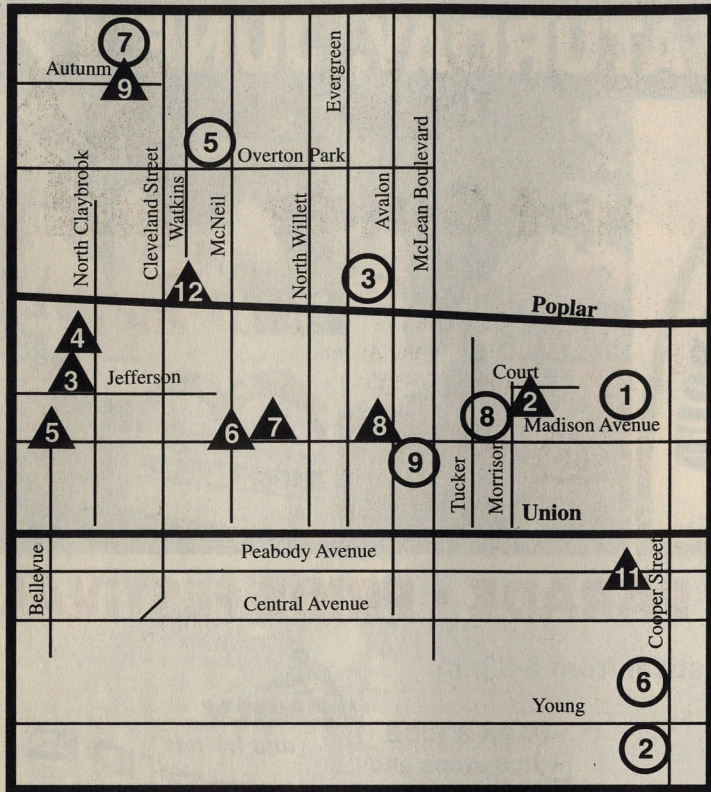 7
Autunm
9
Evergreen
5
Overton Park
North Claybrook
Cleveland Street
Watkins
McNeil
North Willett
Avalon
McLean Boulevard
12
3
Poplar
4
3
Jefferson
Court
2
1
5
6
7
8
8
Madison Avenue
9
Tucker
Morrison
Union
Peabody Avenue
Bellevue
11
Cooper Street
Central Avenue
6
Young
2